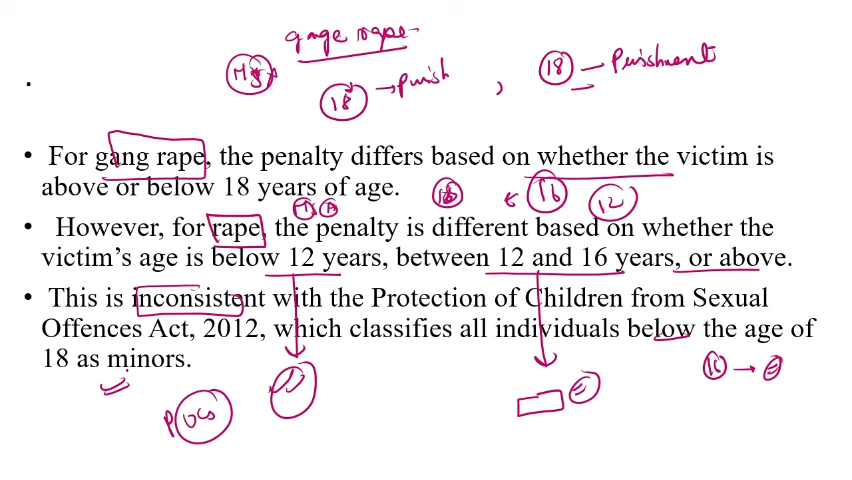 gang rape
18 → Punish , 18 — Punishment
.
• For gang rape, the penalty differs based on whether the victim is
above or below 18 years of age.
18 16 12
M A
• However, for rape, the penalty is different based on whether the
victim's age is below 12 years, between 12 and 16 years, or above.
• This is inconsistent with the Protection of Children from Sexual
Offences Act, 2012, which classifies all individuals below the age of
18 as minors.